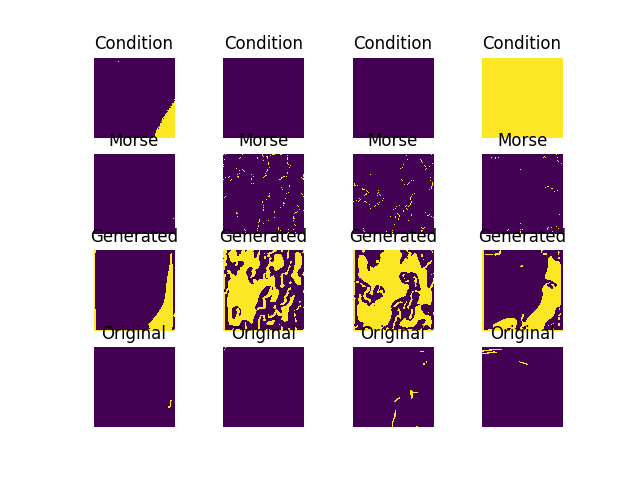 Condition Condition Condition Condition
Morse Morse Morse Morse
Generated Generated Generated Generated
Original Original Original Original